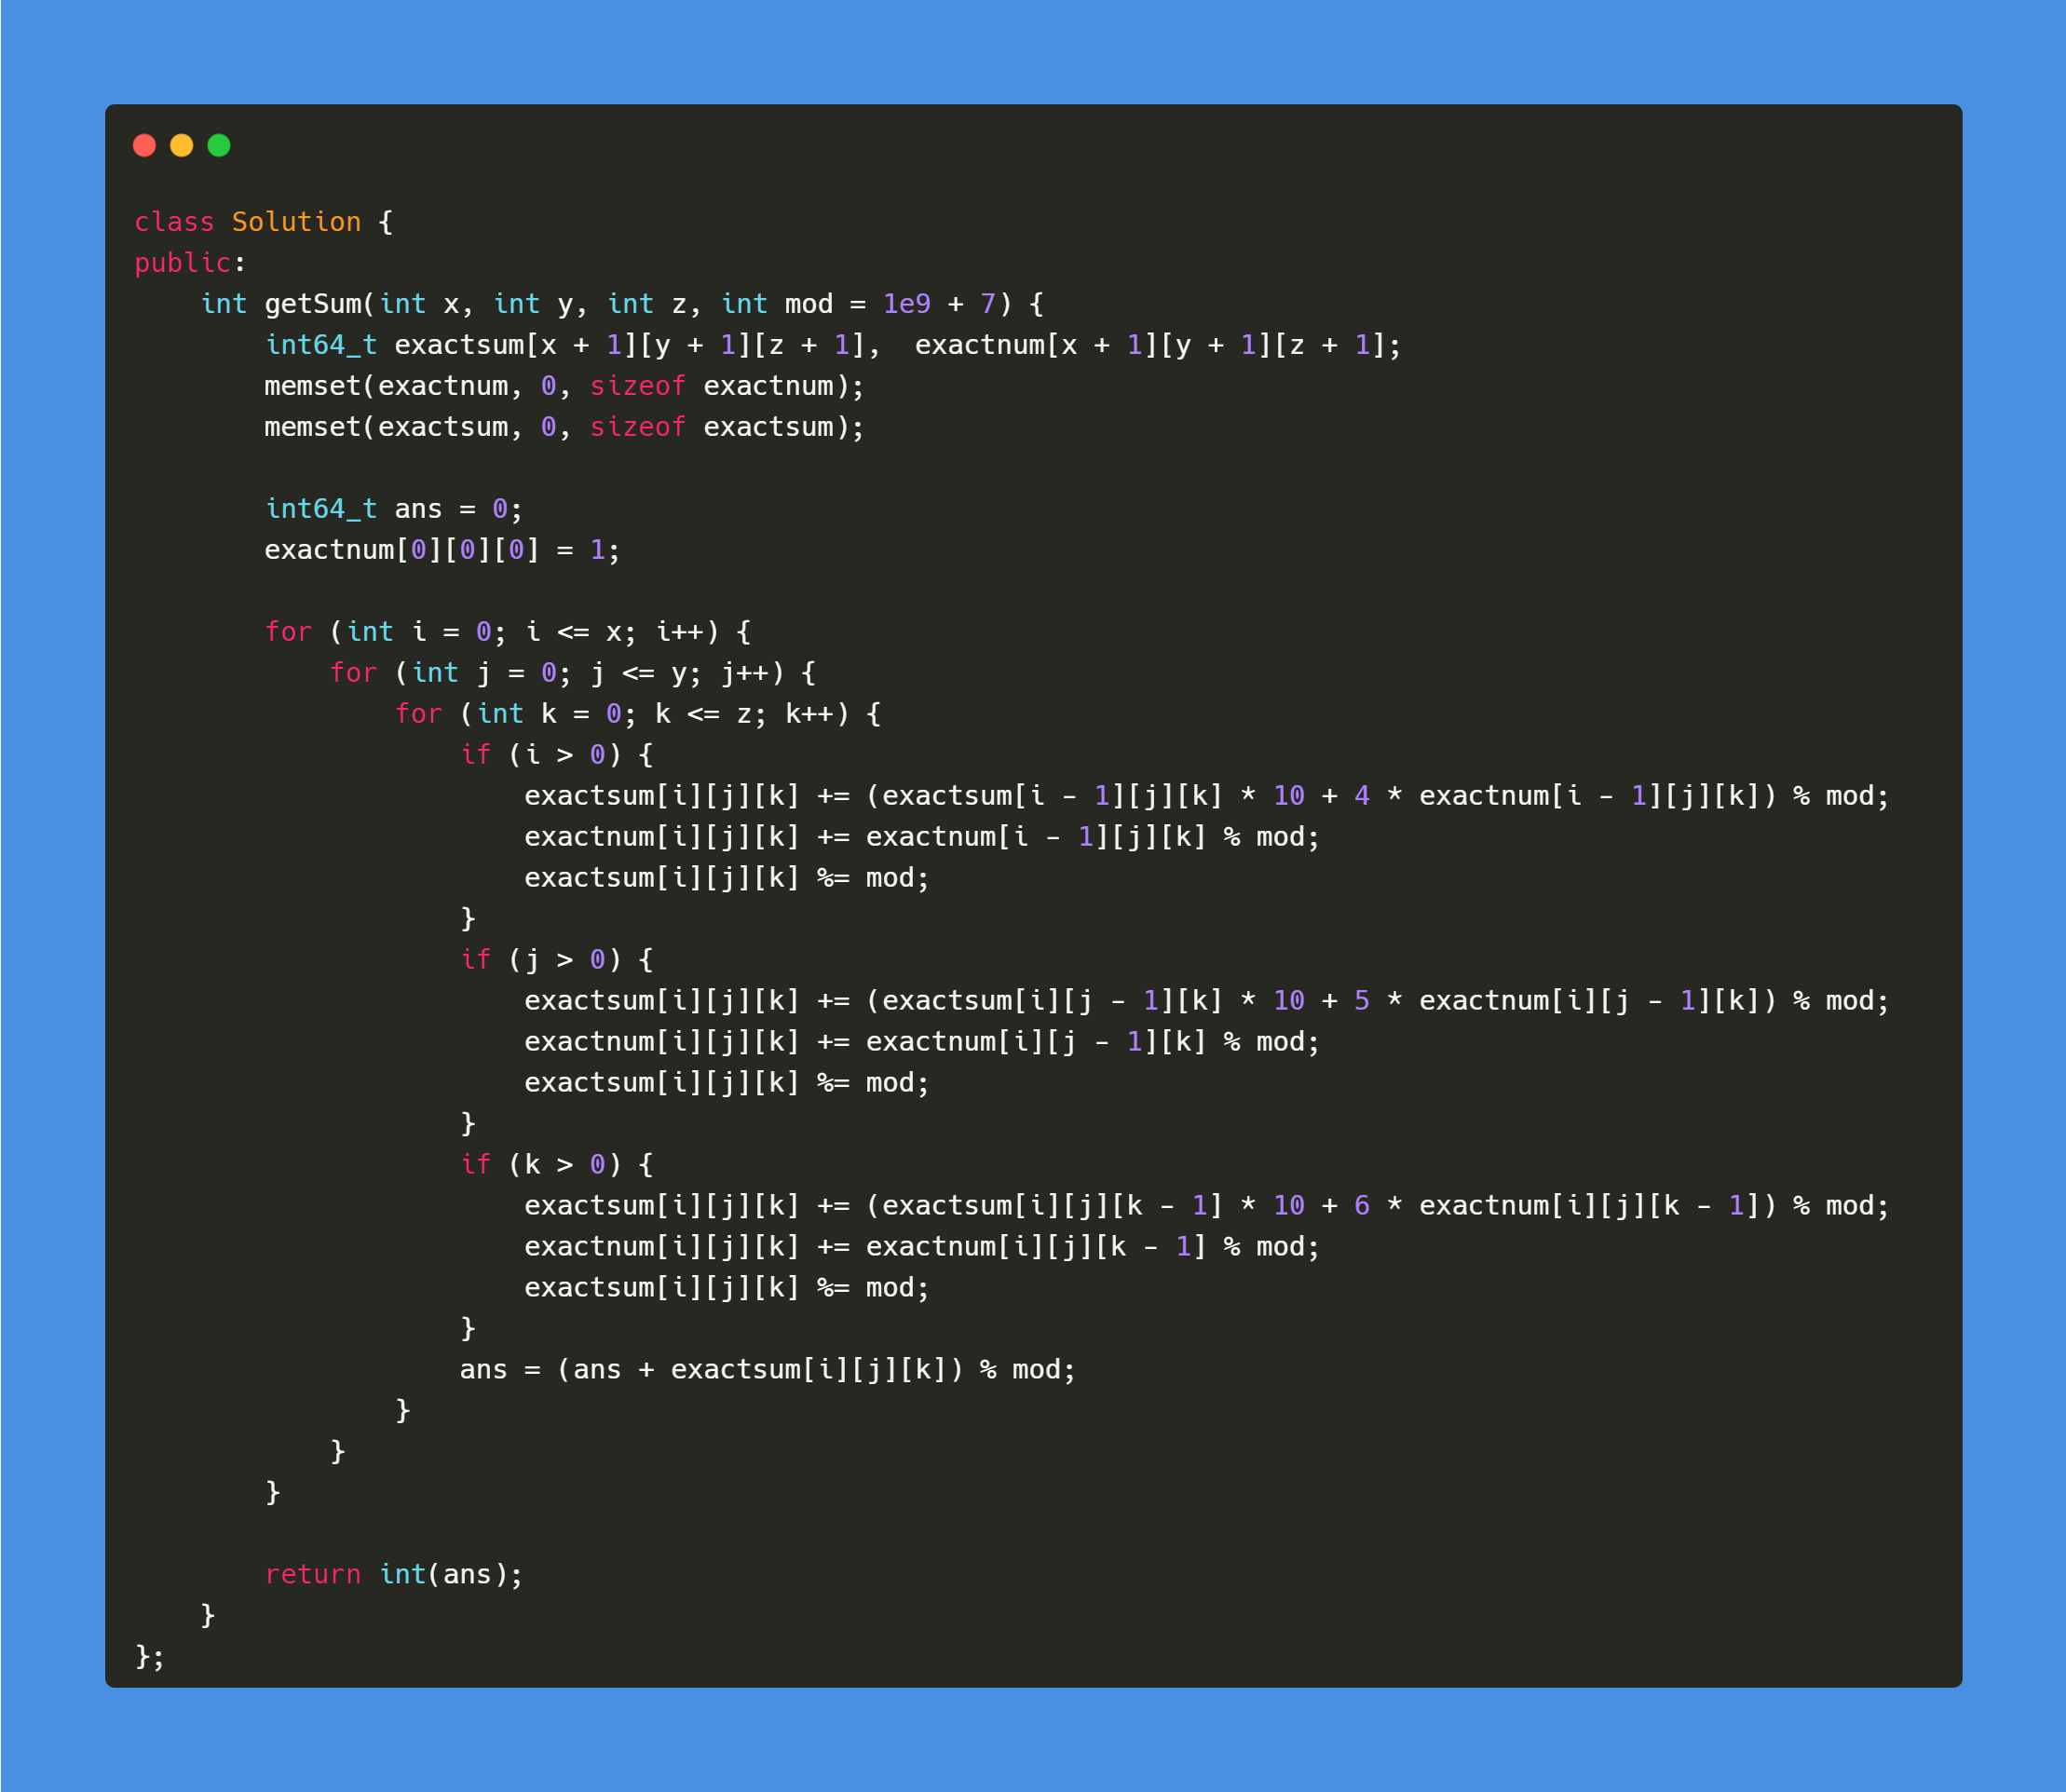 class Solution {
public:
    int getSum(int x, int y, int z, int mod = 1e9 + 7) {
        int64_t exactsum[x + 1][y + 1][z + 1],  exactnum[x + 1][y + 1][z + 1];
        memset(exactnum, 0, sizeof exactnum);
        memset(exactsum, 0, sizeof exactsum);

        int64_t ans = 0;
        exactnum[0][0][0] = 1;

        for (int i = 0; i <= x; i++) {
            for (int j = 0; j <= y; j++) {
                for (int k = 0; k <= z; k++) {
                    if (i > 0) {
                        exactsum[i][j][k] += (exactsum[i - 1][j][k] * 10 + 4 * exactnum[i - 1][j][k]) % mod;
                        exactnum[i][j][k] += exactnum[i - 1][j][k] % mod;
                        exactsum[i][j][k] %= mod;
                    }
                    if (j > 0) {
                        exactsum[i][j][k] += (exactsum[i][j - 1][k] * 10 + 5 * exactnum[i][j - 1][k]) % mod;
                        exactnum[i][j][k] += exactnum[i][j - 1][k] % mod;
                        exactsum[i][j][k] %= mod;
                    }
                    if (k > 0) {
                        exactsum[i][j][k] += (exactsum[i][j][k - 1] * 10 + 6 * exactnum[i][j][k - 1]) % mod;
                        exactnum[i][j][k] += exactnum[i][j][k - 1] % mod;
                        exactsum[i][j][k] %= mod;
                    }
                    ans = (ans + exactsum[i][j][k]) % mod;
                }
            }
        }

        return int(ans);
    }
};